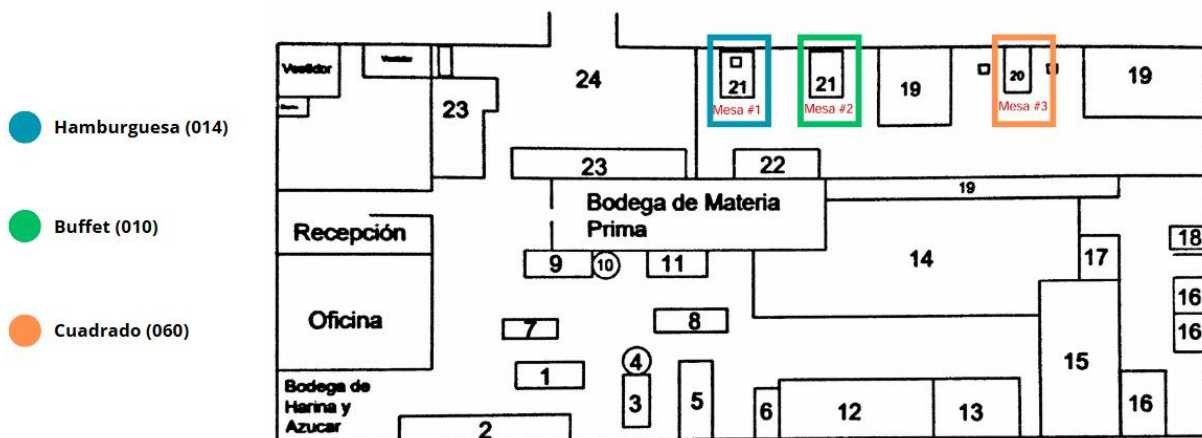 Hamburguesa (014)
Buffet (010)
Cuadrado (060)
Vestidor
Vestidor
23
24
21
Mesa #1
21
Mesa #2
19
20
Mesa #3
19
23
22
19
Bodega de Materia
Prima
Recepción
9
10
11
14
17
18
16
16
Oficina
7
8
15
4
1
3
5
6
12
13
16
Bodega de
Harina y
Azucar
2